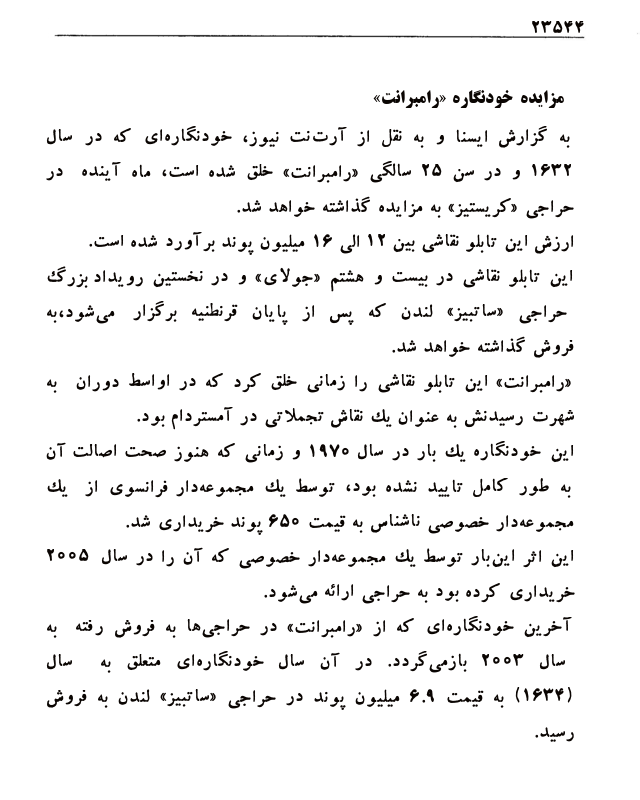 ۲۳۵۴۴
مزایده خودنگاره «رامبرانت»
به گزارش ایسنا و به نقل از آرت‌نت نیوز، خودنگاره‌ای که در سال
۱۶۳۲ و در سن ۲۵ سالگی «رامبرانت» خلق شده است، ماه آینده در
حراجی «کریستیز» به مزایده گذاشته خواهد شد.
ارزش این تابلو نقاشی بین ۱۲ الی ۱۶ میلیون پوند برآورد شده است.
این تابلو نقاشی در بیست و هشتم «جولای» و در نخستین رویداد بزرگ
حراجی «ساتبیز» لندن که پس از پایان قرنطنیه برگزار می‌شود،به
فروش گذاشته خواهد شد.
«رامبرانت» این تابلو نقاشی را زمانی خلق کرد که در اواسط دوران به
شهرت رسیدنش به عنوان یك نقاش تجملاتی در آمستردام بود.
این خودنگاره یك بار در سال ۱۹۷۰ و زمانی که هنوز صحت اصالت آن
به طور کامل تایید نشده بود، توسط یك مجموعه‌دار فرانسوی از یك
مجموعه‌دار خصوصی ناشناس به قیمت ۶۵۰ پوند خریداری شد.
این اثر این‌بار توسط یك مجموعه‌دار خصوصی که آن را در سال ۲۰۰۵
خریداری کرده بود به حراجی ارائه می‌شود.
آخرین خودنگاره‌ای که از «رامبرانت» در حراجی‌ها به فروش رفته به
سال ۲۰۰۳ بازمی‌گردد. در آن سال خودنگاره‌ای متعلق به سال
(۱۶۳۴) به قیمت ۶.۹ میلیون پوند در حراجی «ساتبیز» لندن به فروش
رسید.